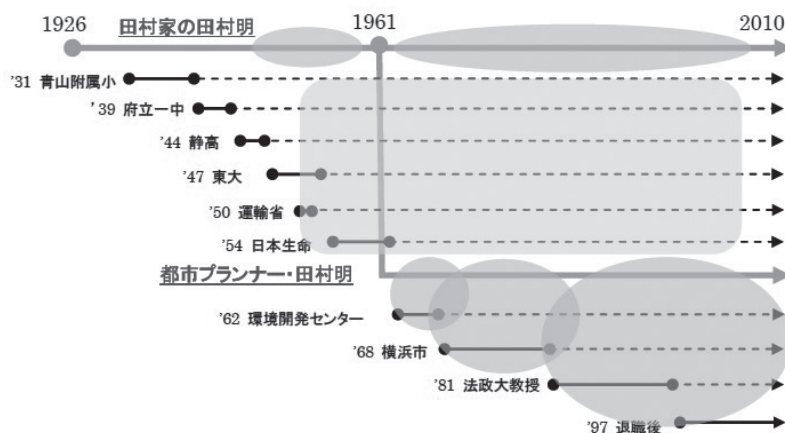 1926
田村家の田村明
1961
2010
'31 青山附属小
'39 府立一中
'44 静高
'47 東大
'50 運輸省
'54 日本生命
都市プランナー・田村明
'62 環境開発センター
'68 横浜市
'81 法政大教授
'97 退職後